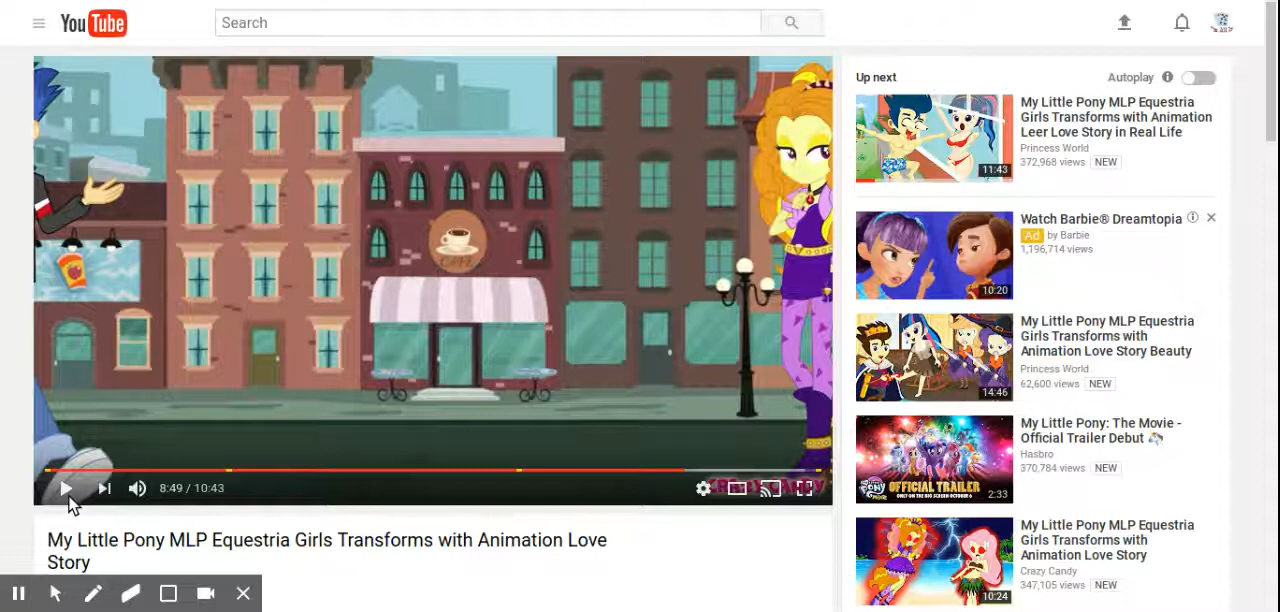 YouTube
Search
Up next
Autoplay
My Little Pony MLP Equestria
Girls Transforms with Animation
Leer Love Story in Real Life
Princess World
372,968 views NEW
11:43
Watch Barbie® Dreamtopia
Ad by Barbie
1,196,714 views
10:20
My Little Pony MLP Equestria
Girls Transforms with
Animation Love Story Beauty
Princess World
62,600 views NEW
14:46
My Little Pony: The Movie -
Official Trailer Debut
Hasbro
370,784 views NEW
OFFICIAL TRAILER
2:33
My Little Pony MLP Equestria
Girls Transforms with
Animation Love Story
Crazy Candy
347,105 views NEW
10:24
8:49 / 10:43
CRAZY CANDY
My Little Pony MLP Equestria Girls Transforms with Animation Love
Story